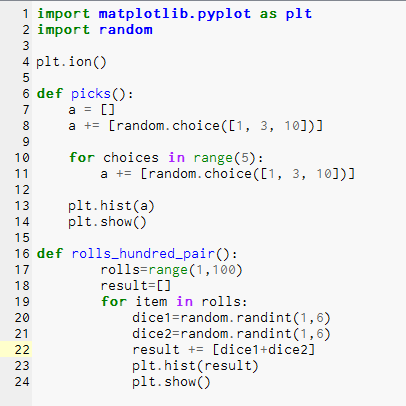 1 import matplotlib.pyplot as plt
2 import random
3
4 plt.ion()
5
6 def picks():
7     a = []
8     a += [random.choice([1, 3, 10])]
9
10     for choices in range(5):
11         a += [random.choice([1, 3, 10])]
12
13     plt.hist(a)
14     plt.show()
15
16 def rolls_hundred_pair():
17         rolls=range(1,100)
18         result=[]
19         for item in rolls:
20             dice1=random.randint(1,6)
21             dice2=random.randint(1,6)
22             result += [dice1+dice2]
23             plt.hist(result)
24             plt.show()